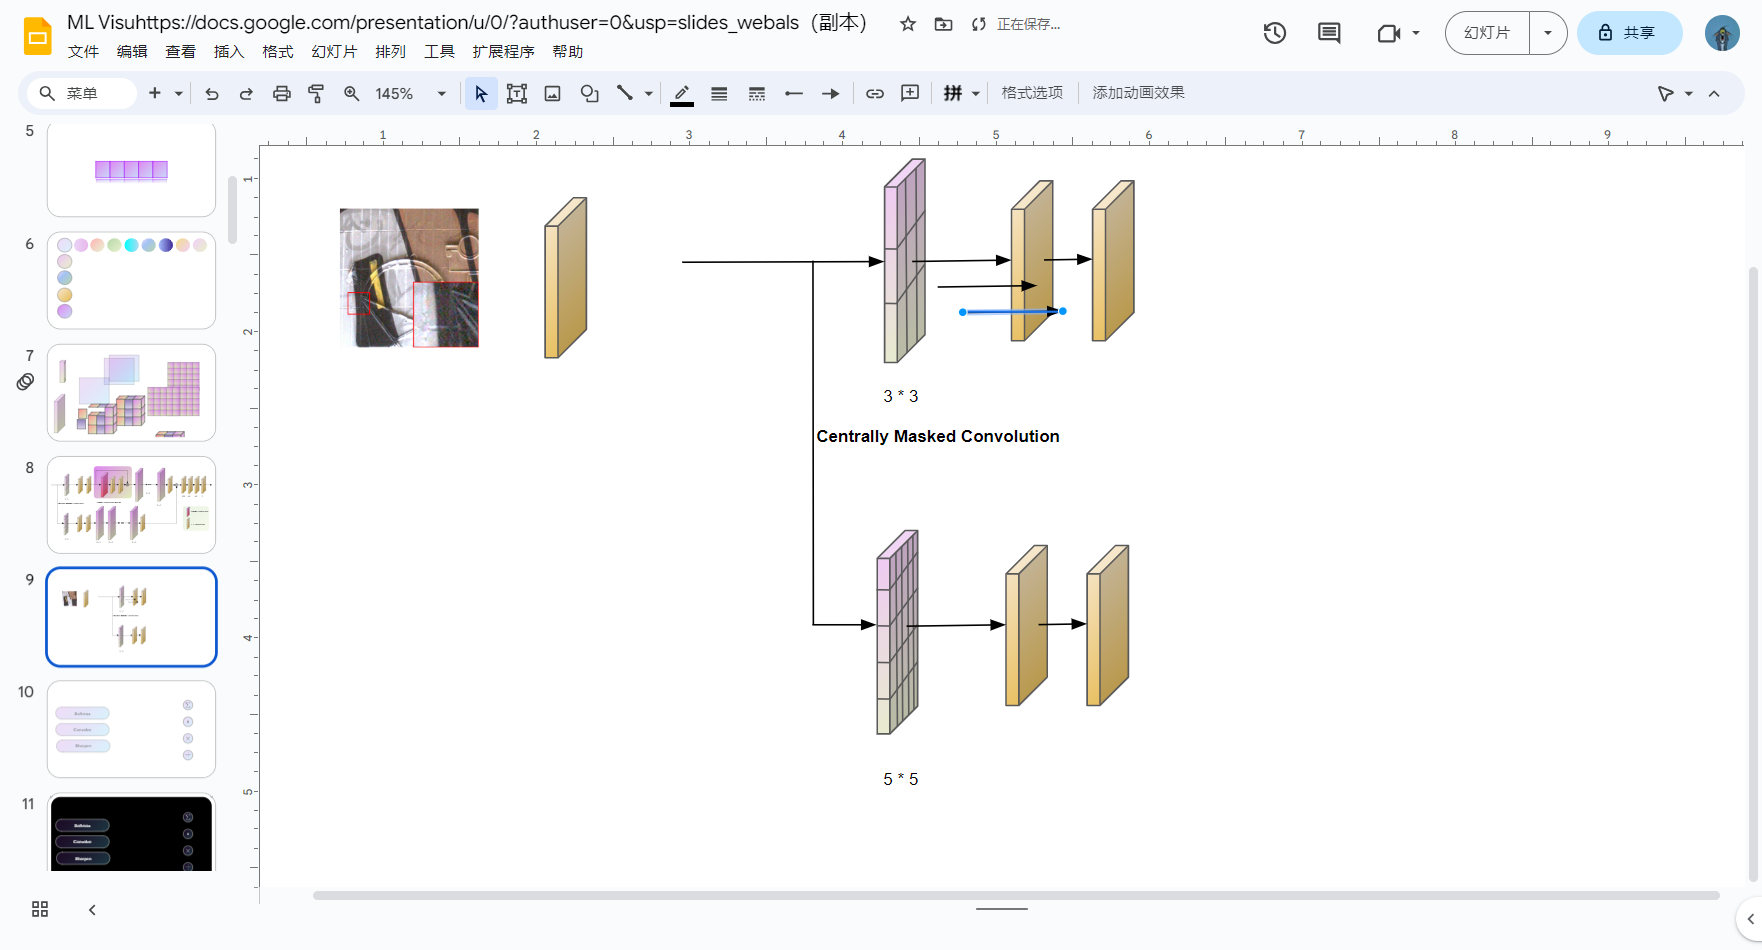 ML Visuhttps://docs.google.com/presentation/u/0/?authuser=0&usp=slides_webals（副本）
正在保存...
文件 编辑 查看 插入 格式 幻灯片 排列 工具 扩展程序 帮助
幻灯片
共享
菜单
145%
拼
格式选项
添加动画效果
1 2 3 4 5 6 7 8 9
1
2
3
4
5
5
6
7
8
9
10
11
3 * 3
Centrally Masked Convolution
5 * 5